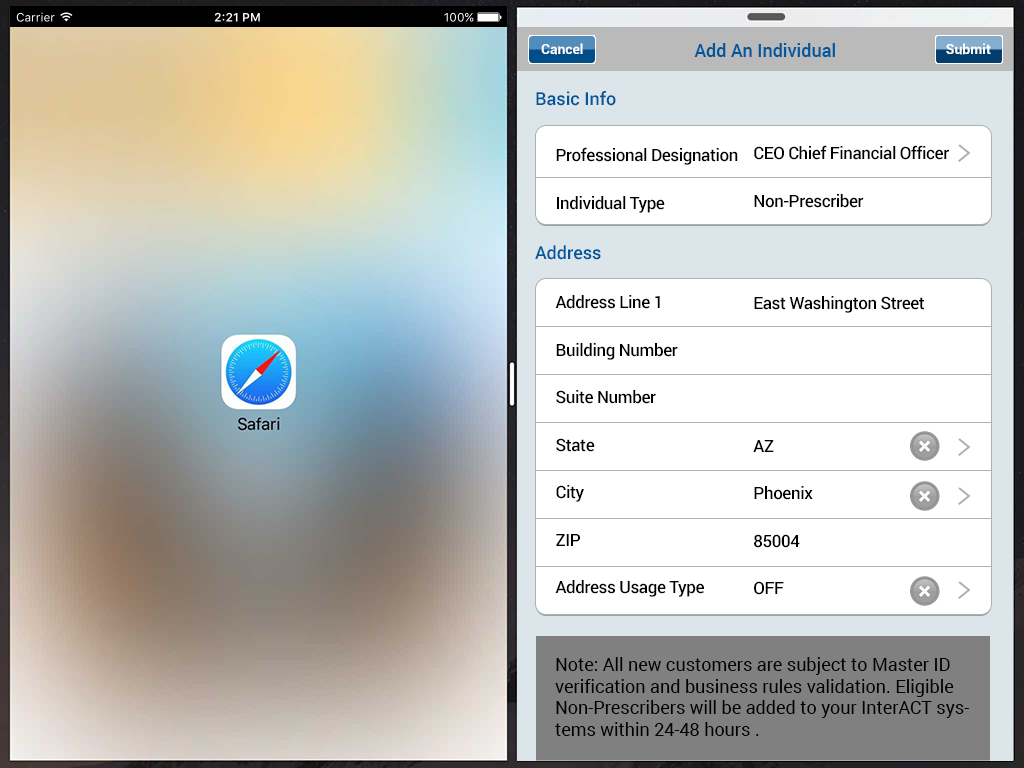 Carrier 2:21 PM 100%
Safari
Cancel Add An Individual Submit
Basic Info
Professional Designation CEO Chief Financial Officer
Individual Type Non-Prescriber
Address
Address Line 1 East Washington Street
Building Number
Suite Number
State AZ
City Phoenix
ZIP 85004
Address Usage Type OFF
Note: All new customers are subject to Master ID
verification and business rules validation. Eligible
Non-Prescribers will be added to your InterACT sys-
tems within 24-48 hours .